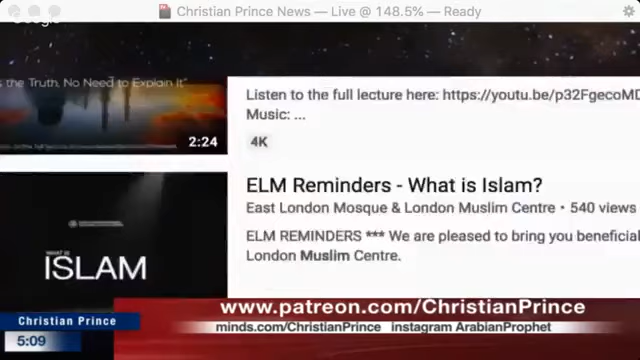 Christian Prince News — Live @ 148.5% — Ready
Google
s the Truth, No Need to Explain It"
2:24
Listen to the full lecture here: https://youtu.be/p32FgecoMD
Music: ...
4K
ELM Reminders - What is Islam?
East London Mosque & London Muslim Centre • 540 views
ELM REMINDERS *** We are pleased to bring you beneficial
London Muslim Centre.
WHAT IS
ISLAM
www.patreon.com/ChristianPrince
minds.com/ChristianPrince instagram ArabianProphet
Christian Prince
5:09